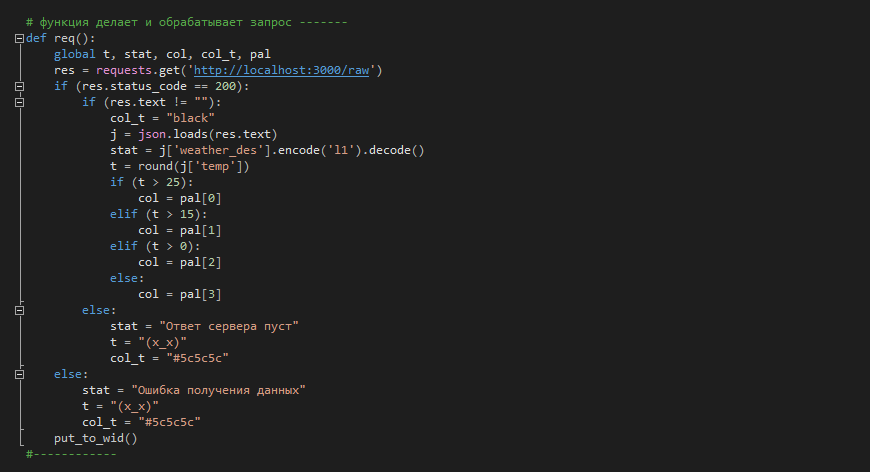 # функция делает и обрабатывает запрос -------
def req():
    global t, stat, col, col_t, pal
    res = requests.get('http://localhost:3000/raw')
    if (res.status_code == 200):
        if (res.text != ""):
            col_t = "black"
            j = json.loads(res.text)
            stat = j['weather_des'].encode('l1').decode()
            t = round(j['temp'])
            if (t > 25):
                col = pal[0]
            elif (t > 15):
                col = pal[1]
            elif (t > 0):
                col = pal[2]
            else:
                col = pal[3]
        else:
            stat = "Ответ сервера пуст"
            t = "(x_x)"
            col_t = "#5c5c5c"
    else:
        stat = "Ошибка получения данных"
        t = "(x_x)"
        col_t = "#5c5c5c"
    put_to_wid()
#------------